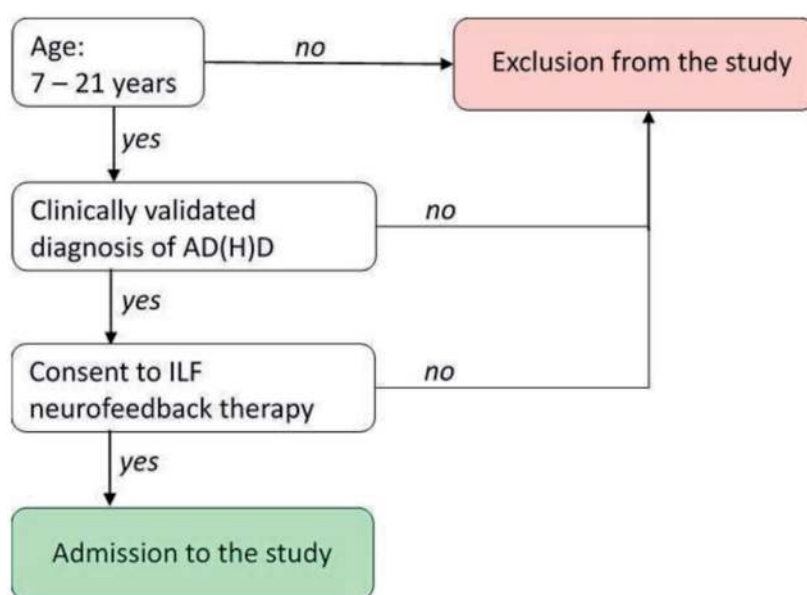 Age:
7 – 21 years
no
Exclusion from the study
yes
Clinically validated
diagnosis of AD(H)D
no
yes
Consent to ILF
neurofeedback therapy
no
yes
Admission to the study